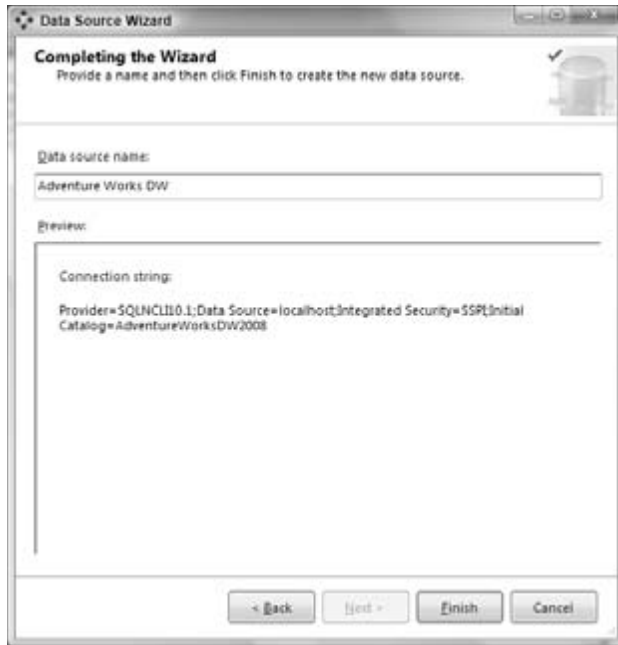 Data Source Wizard
Completing the Wizard
Provide a name and then click Finish to create the new data source.
Data source name:
Adventure Works DW
Preview:
Connection string:
Provider=SQLNCLI10.1;Data Source=localhost;Integrated Security=SSPI;Initial
Catalog=AdventureWorksDW2008
< Back
Next >
Finish
Cancel